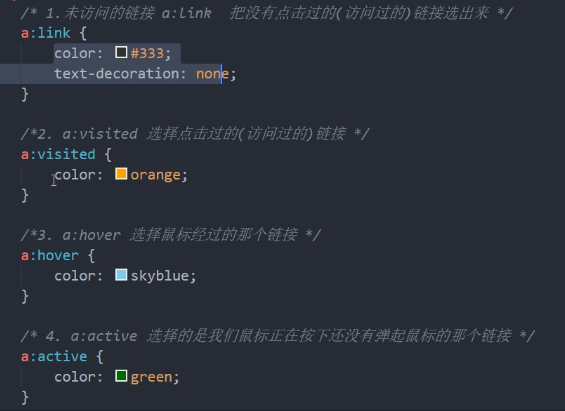 /* 1.未访问的链接 a:link  把没有点击过的(访问过的)链接选出来 */
a:link {
color: #333;
text-decoration: none;
}
/*2. a:visited 选择点击过的(访问过的)链接 */
a:visited {
color: orange;
}
/*3. a:hover 选择鼠标经过的那个链接 */
a:hover {
color: skyblue;
}
/* 4. a:active 选择的是我们鼠标正在按下还没有弹起鼠标的那个链接 */
a:active {
color: green;
}